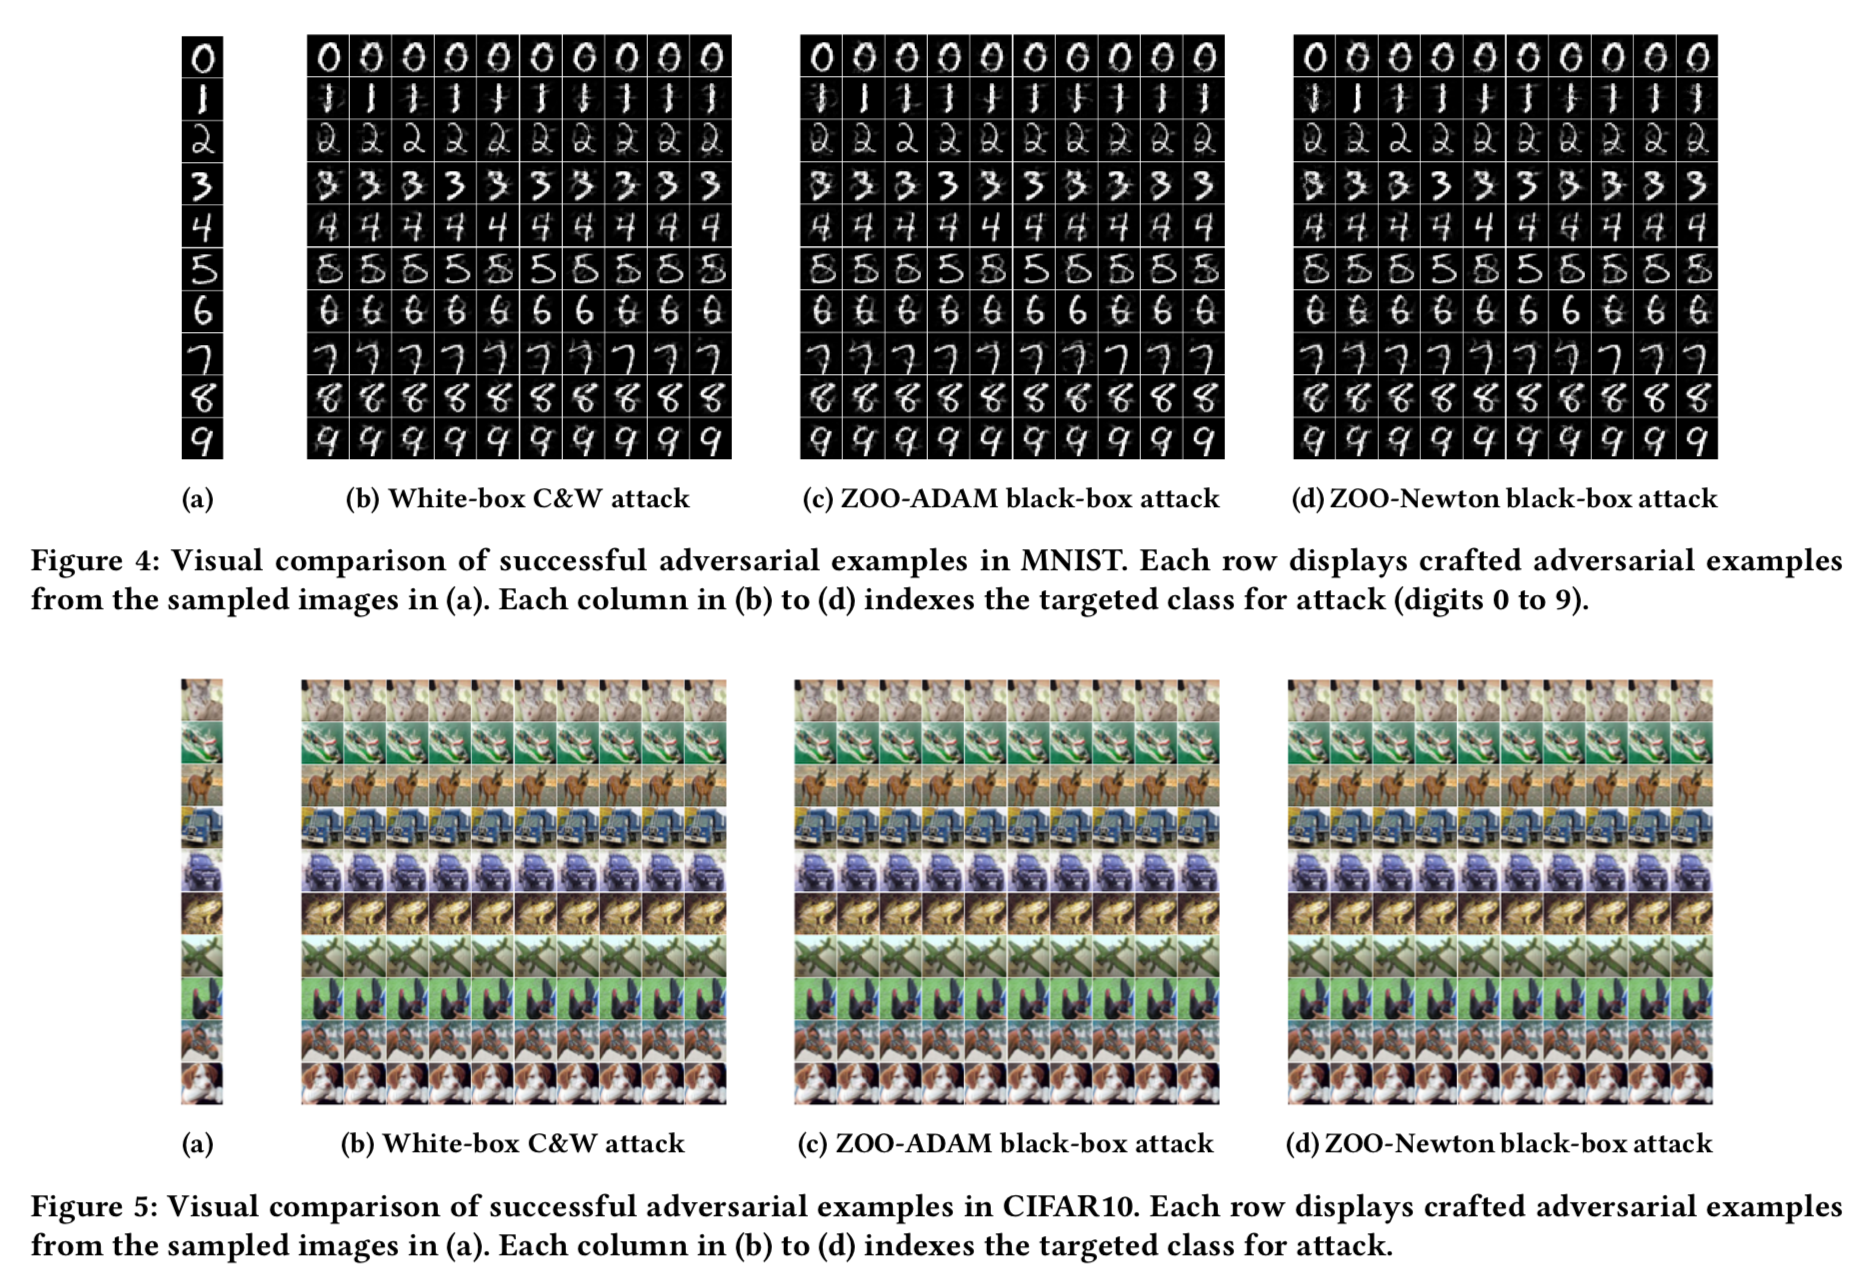 (a)
(b) White-box C&W attack
(c) ZOO-ADAM black-box attack
(d) ZOO-Newton black-box attack
Figure 4: Visual comparison of successful adversarial examples in MNIST. Each row displays crafted adversarial examples
from the sampled images in (a). Each column in (b) to (d) indexes the targeted class for attack (digits 0 to 9).
(a)
(b) White-box C&W attack
(c) ZOO-ADAM black-box attack
(d) ZOO-Newton black-box attack
Figure 5: Visual comparison of successful adversarial examples in CIFAR10. Each row displays crafted adversarial examples
from the sampled images in (a). Each column in (b) to (d) indexes the targeted class for attack.